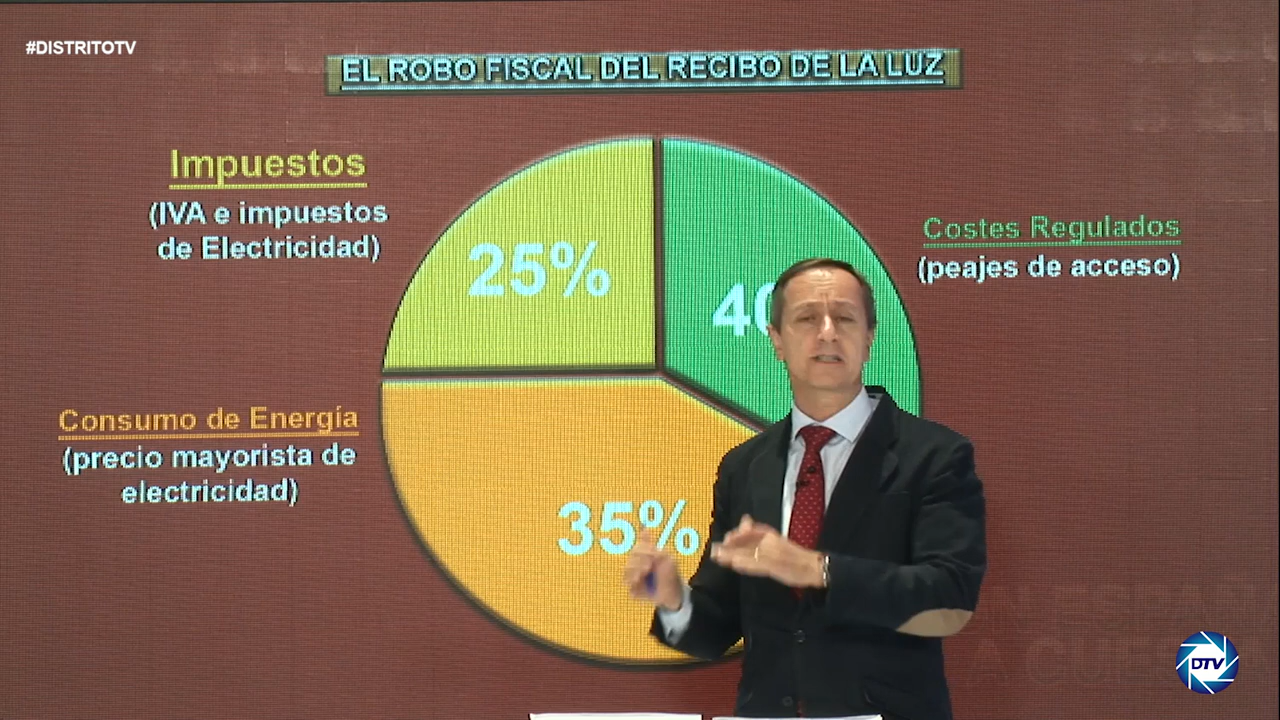 #DISTRITOTV
EL ROBO FISCAL DEL RECIBO DE LA LUZ
Impuestos
(IVA e impuestos
de Electricidad)
25%
Costes Regulados
(peajes de acceso)
40
Consumo de Energía
(precio mayorista de
electricidad)
35%
DTV